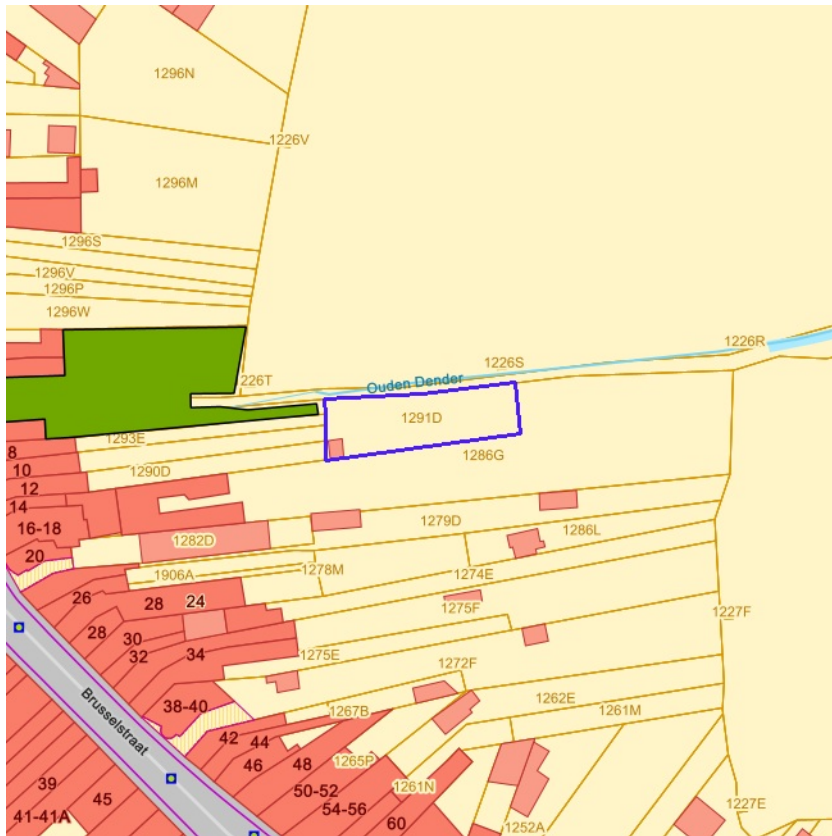 1296N
1226V
1296M
1296S
1296V
1296P
1296W
1226R
1226S
226T
Ouden Dender
1291D
1293E
1286G
8
1290D
10
12
14
16-18
1279D
1286L
1282D
20
1278M
1906A
1274E
26
28
24
1275F
1227F
28
30
32
34
1275E
1272F
38-40
1262E
1267B
1261M
Brusselstraat
42
44
46
48
1265P
39
50-52
1261N
45
54-56
1227E
41-41A
60
1252A